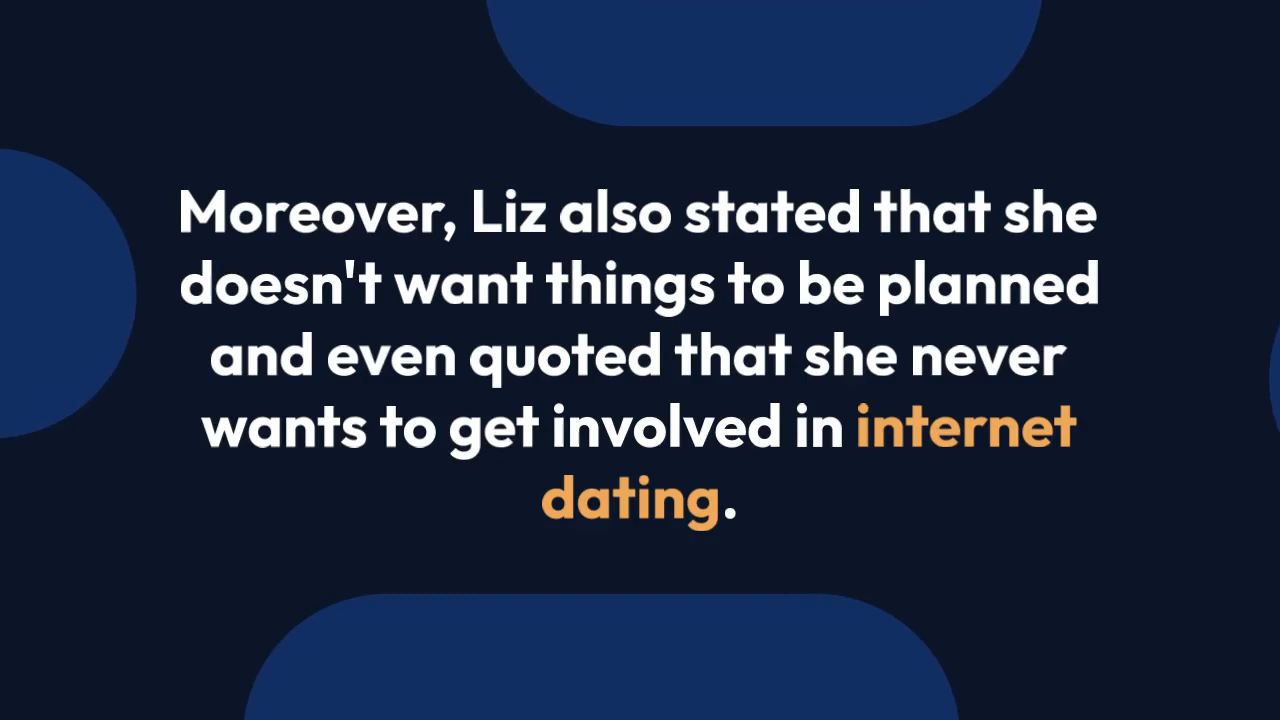 Moreover, Liz also stated that she
doesn't want things to be planned
and even quoted that she never
wants to get involved in internet
dating.